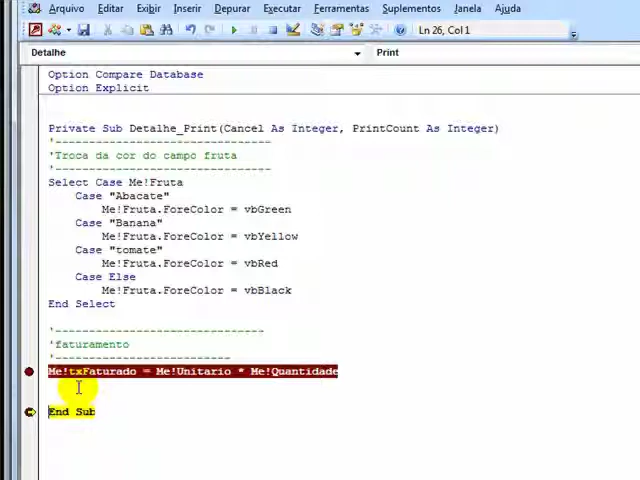 Arquivo Editar Exibir Inserir Depurar Executar Ferramentas Suplementos Janela Ajuda
Ln 26, Col 1
Detalhe Print
Option Compare Database
Option Explicit
Private Sub Detalhe_Print(Cancel As Integer, PrintCount As Integer)
'--------------------------------
'Troca da cor do campo fruta
'--------------------------------
Select Case Me!Fruta
Case "Abacate"
Me!Fruta.ForeColor = vbGreen
Case "Banana"
Me!Fruta.ForeColor = vbYellow
Case "tomate"
Me!Fruta.ForeColor = vbRed
Case Else
Me!Fruta.ForeColor = vbBlack
End Select
'-------------------------------
'faturamento
'--------------------------
Me!txFaturado = Me!Unitario * Me!Quantidade
End Sub